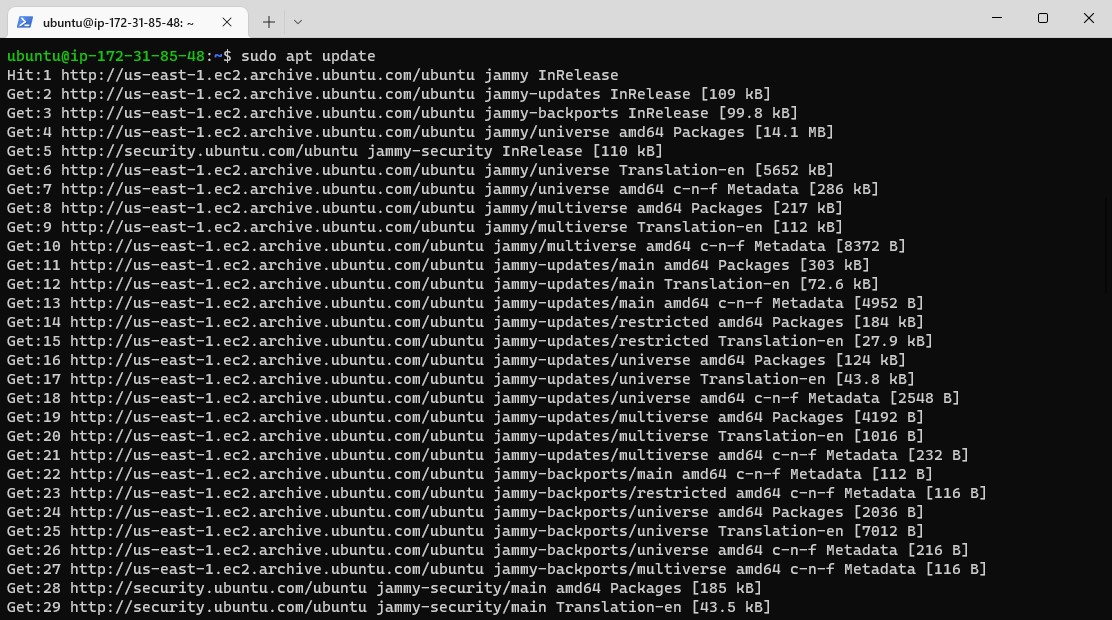 ubuntu@ip-172-31-85-48: ~
ubuntu@ip-172-31-85-48:~$ sudo apt update
Hit:1 http://us-east-1.ec2.archive.ubuntu.com/ubuntu jammy InRelease
Get:2 http://us-east-1.ec2.archive.ubuntu.com/ubuntu jammy-updates InRelease [109 kB]
Get:3 http://us-east-1.ec2.archive.ubuntu.com/ubuntu jammy-backports InRelease [99.8 kB]
Get:4 http://us-east-1.ec2.archive.ubuntu.com/ubuntu jammy/universe amd64 Packages [14.1 MB]
Get:5 http://security.ubuntu.com/ubuntu jammy-security InRelease [110 kB]
Get:6 http://us-east-1.ec2.archive.ubuntu.com/ubuntu jammy/universe Translation-en [5652 kB]
Get:7 http://us-east-1.ec2.archive.ubuntu.com/ubuntu jammy/universe amd64 c-n-f Metadata [286 kB]
Get:8 http://us-east-1.ec2.archive.ubuntu.com/ubuntu jammy/multiverse amd64 Packages [217 kB]
Get:9 http://us-east-1.ec2.archive.ubuntu.com/ubuntu jammy/multiverse Translation-en [112 kB]
Get:10 http://us-east-1.ec2.archive.ubuntu.com/ubuntu jammy/multiverse amd64 c-n-f Metadata [8372 B]
Get:11 http://us-east-1.ec2.archive.ubuntu.com/ubuntu jammy-updates/main amd64 Packages [303 kB]
Get:12 http://us-east-1.ec2.archive.ubuntu.com/ubuntu jammy-updates/main Translation-en [72.6 kB]
Get:13 http://us-east-1.ec2.archive.ubuntu.com/ubuntu jammy-updates/main amd64 c-n-f Metadata [4952 B]
Get:14 http://us-east-1.ec2.archive.ubuntu.com/ubuntu jammy-updates/restricted amd64 Packages [184 kB]
Get:15 http://us-east-1.ec2.archive.ubuntu.com/ubuntu jammy-updates/restricted Translation-en [27.9 kB]
Get:16 http://us-east-1.ec2.archive.ubuntu.com/ubuntu jammy-updates/universe amd64 Packages [124 kB]
Get:17 http://us-east-1.ec2.archive.ubuntu.com/ubuntu jammy-updates/universe Translation-en [43.8 kB]
Get:18 http://us-east-1.ec2.archive.ubuntu.com/ubuntu jammy-updates/universe amd64 c-n-f Metadata [2548 B]
Get:19 http://us-east-1.ec2.archive.ubuntu.com/ubuntu jammy-updates/multiverse amd64 Packages [4192 B]
Get:20 http://us-east-1.ec2.archive.ubuntu.com/ubuntu jammy-updates/multiverse Translation-en [1016 B]
Get:21 http://us-east-1.ec2.archive.ubuntu.com/ubuntu jammy-updates/multiverse amd64 c-n-f Metadata [232 B]
Get:22 http://us-east-1.ec2.archive.ubuntu.com/ubuntu jammy-backports/main amd64 c-n-f Metadata [112 B]
Get:23 http://us-east-1.ec2.archive.ubuntu.com/ubuntu jammy-backports/restricted amd64 c-n-f Metadata [116 B]
Get:24 http://us-east-1.ec2.archive.ubuntu.com/ubuntu jammy-backports/universe amd64 Packages [2036 B]
Get:25 http://us-east-1.ec2.archive.ubuntu.com/ubuntu jammy-backports/universe Translation-en [7012 B]
Get:26 http://us-east-1.ec2.archive.ubuntu.com/ubuntu jammy-backports/universe amd64 c-n-f Metadata [216 B]
Get:27 http://us-east-1.ec2.archive.ubuntu.com/ubuntu jammy-backports/multiverse amd64 c-n-f Metadata [116 B]
Get:28 http://security.ubuntu.com/ubuntu jammy-security/main amd64 Packages [185 kB]
Get:29 http://security.ubuntu.com/ubuntu jammy-security/main Translation-en [43.5 kB]